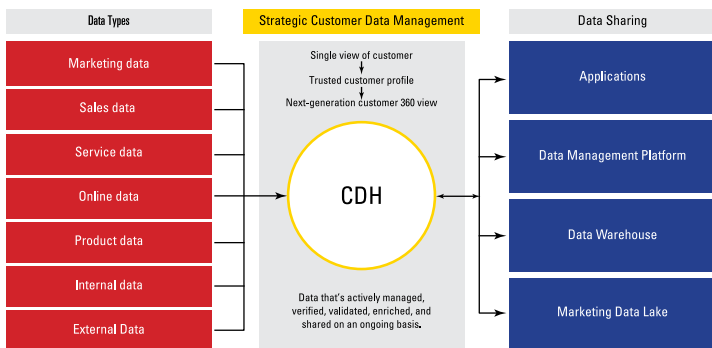 Data Types
Strategic Customer Data Management
Data Sharing
Marketing data
Sales data
Service data
Online data
Product data
Internal data
External Data
Single view of customer
Trusted customer profile
Next-generation customer 360 view
CDH
Data that's actively managed,
verified, validated, enriched, and
shared on an ongoing basis.
Applications
Data Management Platform
Data Warehouse
Marketing Data Lake